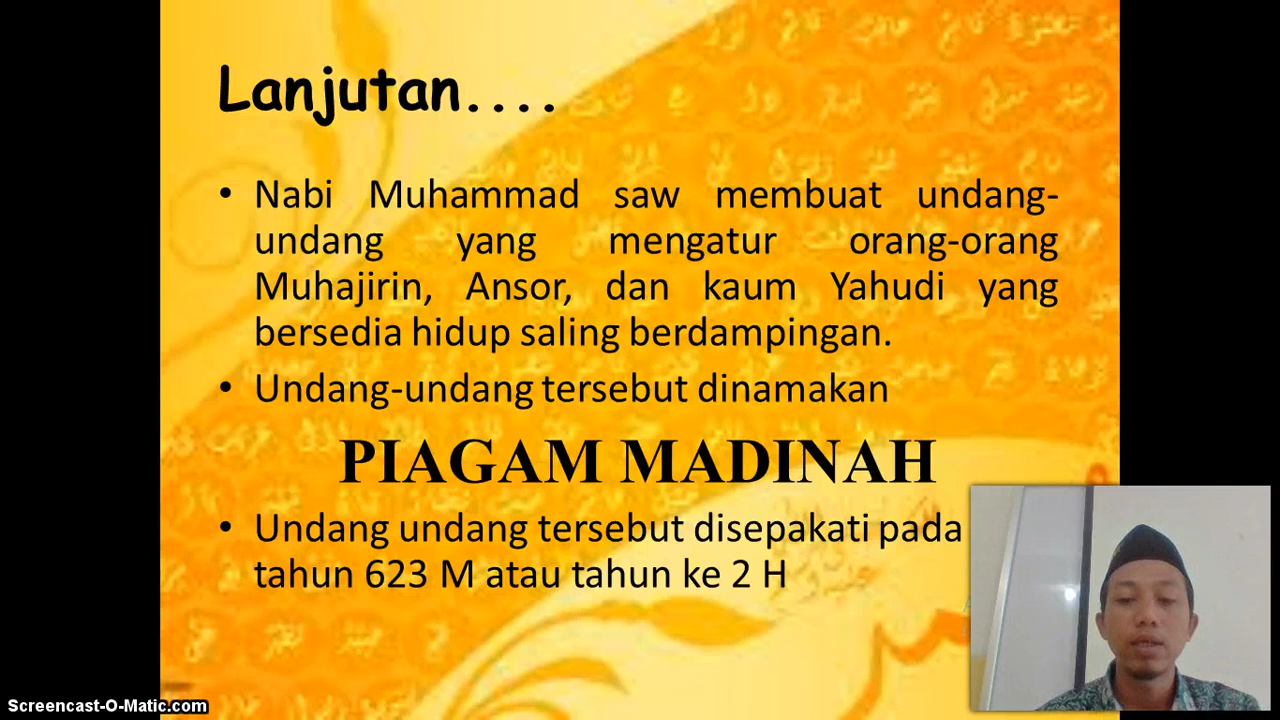 Lanjutan....
• Nabi Muhammad saw membuat undang-
undang yang mengatur orang-orang
Muhajirin, Ansor, dan kaum Yahudi yang
bersedia hidup saling berdampingan.
• Undang-undang tersebut dinamakan
PIAGAM MADINAH
• Undang undang tersebut disepakati pada
tahun 623 M atau tahun ke 2 H
Screencast-O-Matic.com